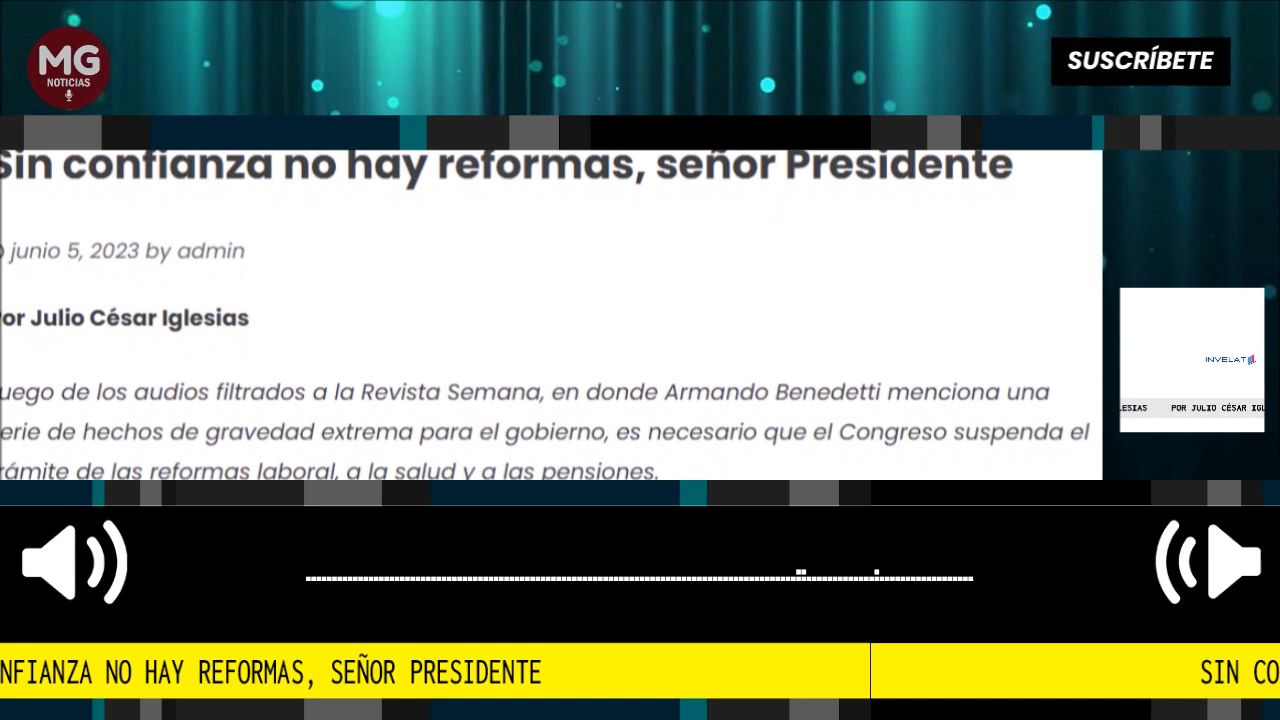 MG
NOTICIAS
SUSCRÍBETE
Sin confianza no hay reformas, señor Presidente
junio 5, 2023 by admin
or Julio César Iglesias
uego de los audios filtrados a la Revista Semana, en donde Armando Benedetti menciona una
erie de hechos de gravedad extrema para el gobierno, es necesario que el Congreso suspenda el
rámite de las reformas laboral, a la salud y a las pensiones.
INVELAT
LESIAS POR JULIO CÉSAR IGL
NFIANZA NO HAY REFORMAS, SEÑOR PRESIDENTE
SIN CO